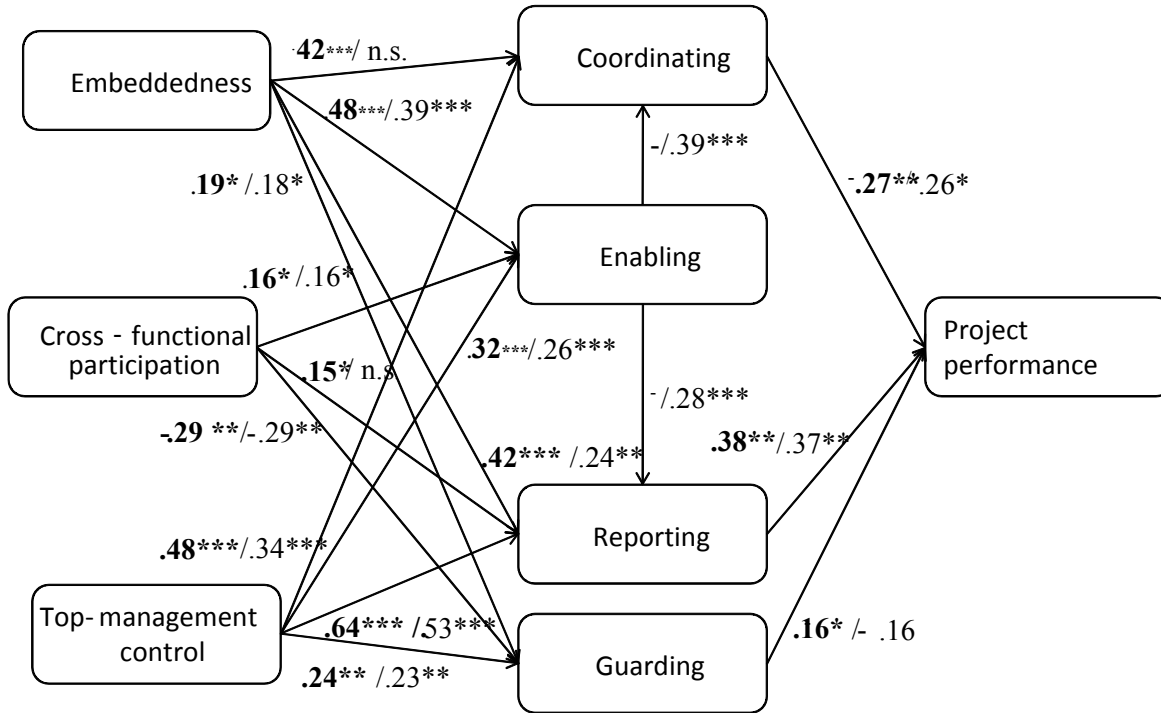 Embeddedness
.42***/ n.s.
Coordinating
.48***/.39***
-/.39***
.19* /.18*
-.27**/.26*
Enabling
.16* /.16*
Cross - functional
participation
.32***/.26***
Project
performance
.15*/ n.s
-/.28***
-.29 **/-.29**
.42*** /.24**
.38**/.37**
.48***/.34***
Reporting
Top- management
control
.64*** /.53***
.16* /- .16
.24** /.23**
Guarding